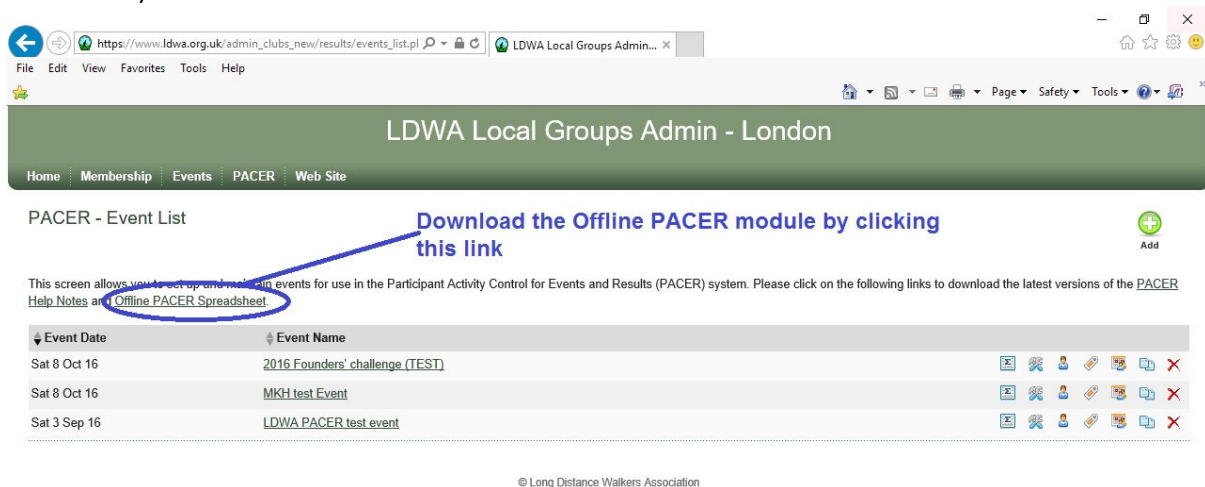 https://www.ldwa.org.uk/admin_clubs_new/results/events_list.pl
LDWA Local Groups Admin...
File Edit View Favorites Tools Help
Page Safety Tools
LDWA Local Groups Admin - London
Home Membership Events PACER Web Site
PACER - Event List
Download the Offline PACER module by clicking
this link
Add
This screen allows you to set up and maintain events for use in the Participant Activity Control for Events and Results (PACER) system. Please click on the following links to download the latest versions of the PACER
Help Notes and Offline PACER Spreadsheet.
Event Date Event Name
Sat 8 Oct 16 2016 Founders' challenge (TEST)
Sat 8 Oct 16 MKH test Event
Sat 3 Sep 16 LDWA PACER test event
© Long Distance Walkers Association